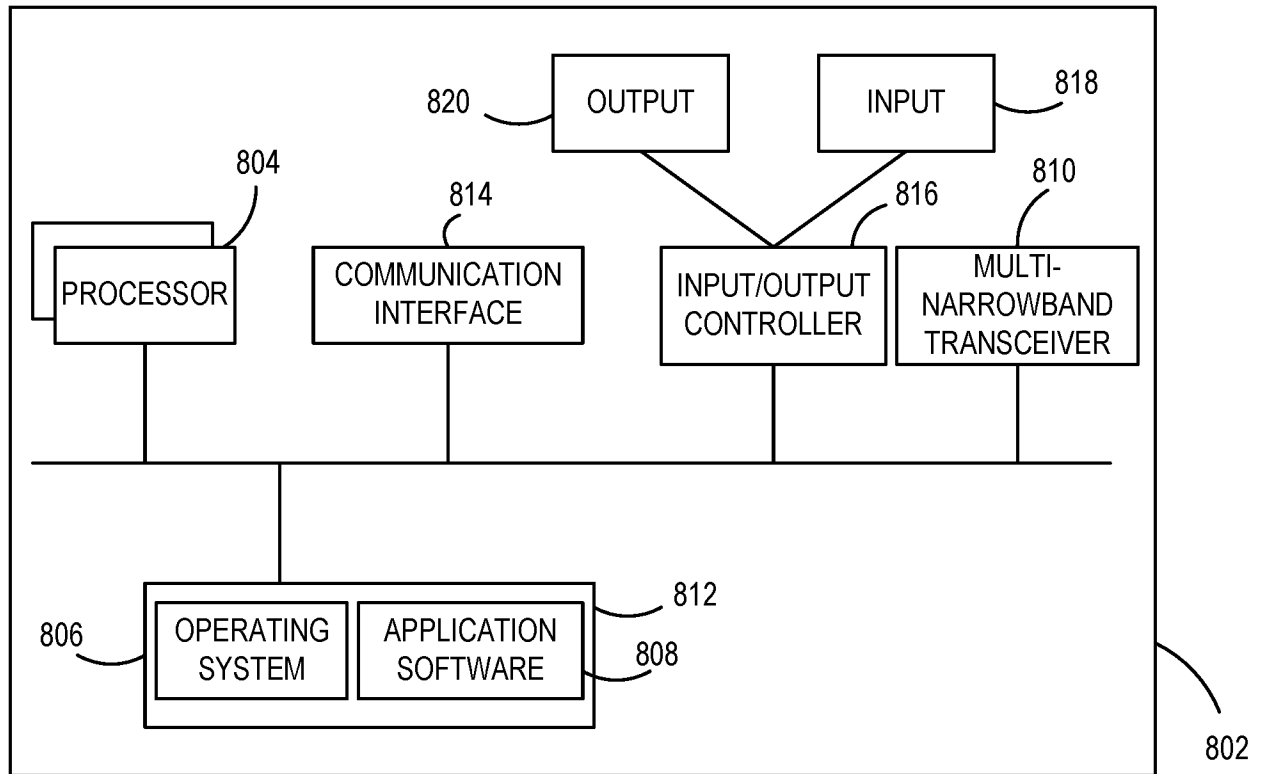 820
OUTPUT
INPUT
818
804
814
816
810
PROCESSOR
COMMUNICATION
INTERFACE
INPUT/OUTPUT
CONTROLLER
MULTI-
NARROWBAND
TRANSCEIVER
806
OPERATING
SYSTEM
APPLICATION
SOFTWARE
812
808
802